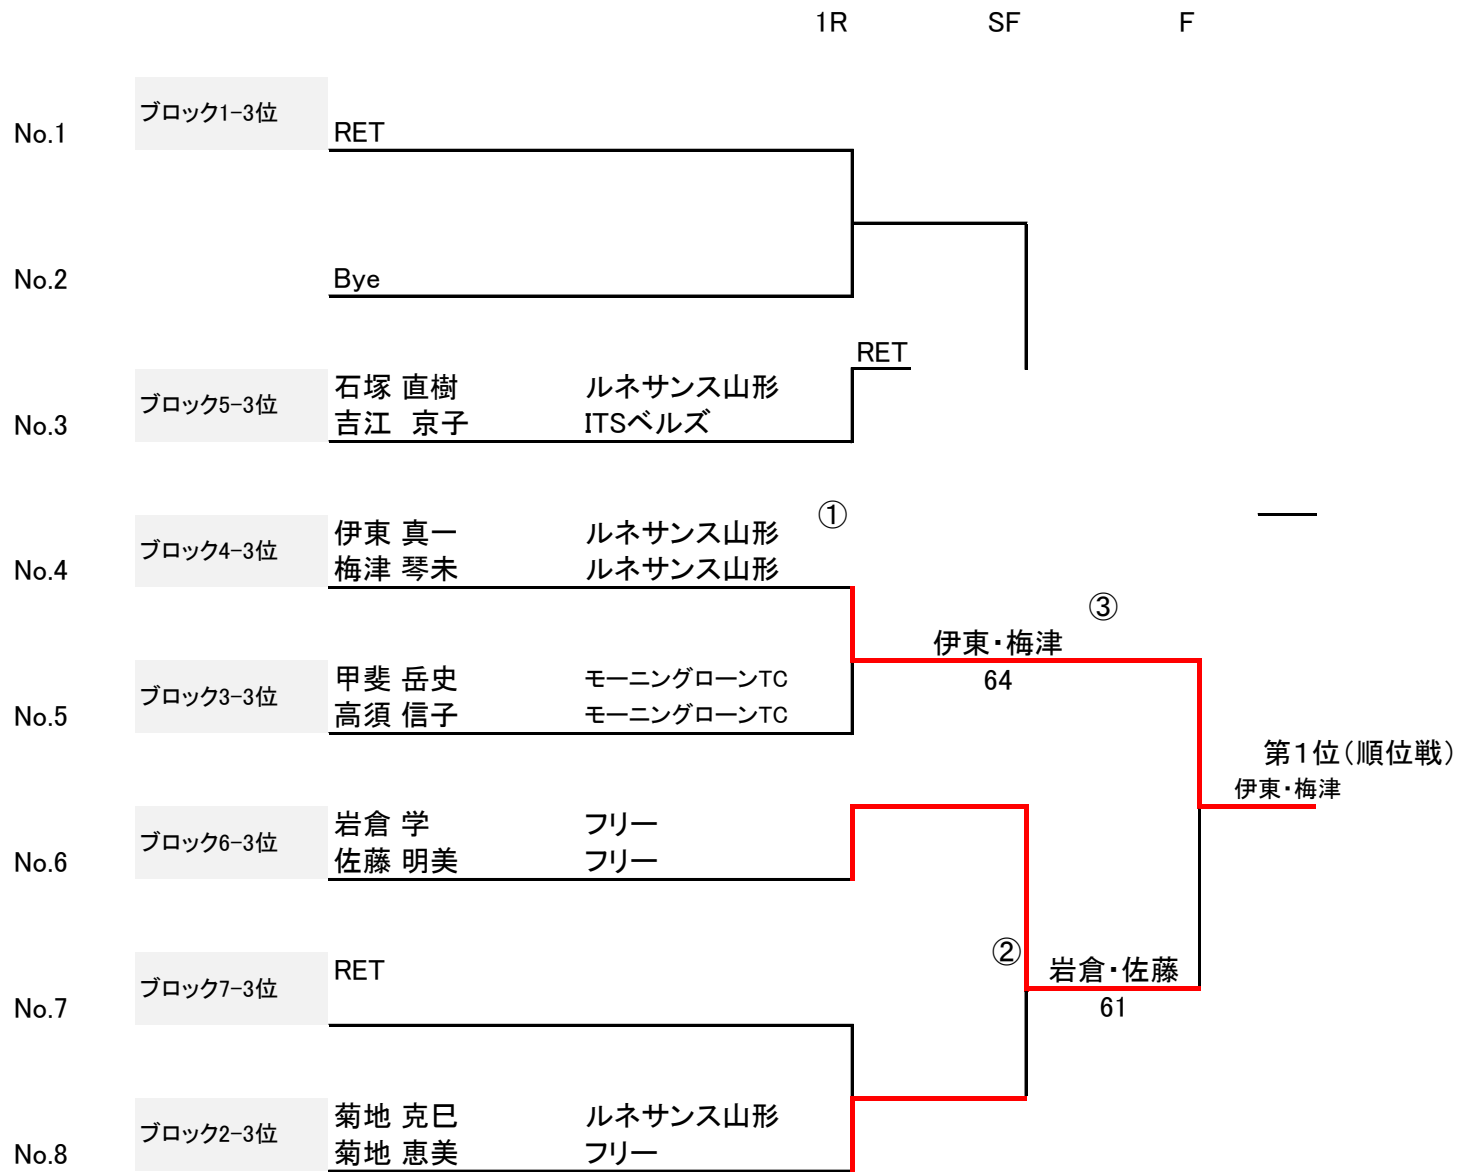 1R SF F
ブロック1-3位
No.1 RET
No.2 Bye
RET
ブロック5-3位 石塚 直樹 ルネサンス山形
No.3 吉江 京子 ITSベルズ
①
ブロック4-3位 伊東 真一 ルネサンス山形
No.4 梅津 琴未 ルネサンス山形
③
伊東・梅津
64
ブロック3-3位 甲斐 岳史 モーニングローンTC
No.5 高須 信子 モーニングローンTC
第1位(順位戦)
伊東・梅津
ブロック6-3位 岩倉 学 フリー
No.6 佐藤 明美 フリー
②
岩倉・佐藤
61
ブロック7-3位 RET
No.7
ブロック2-3位 菊地 克巳 ルネサンス山形
No.8 菊地 恵美 フリー